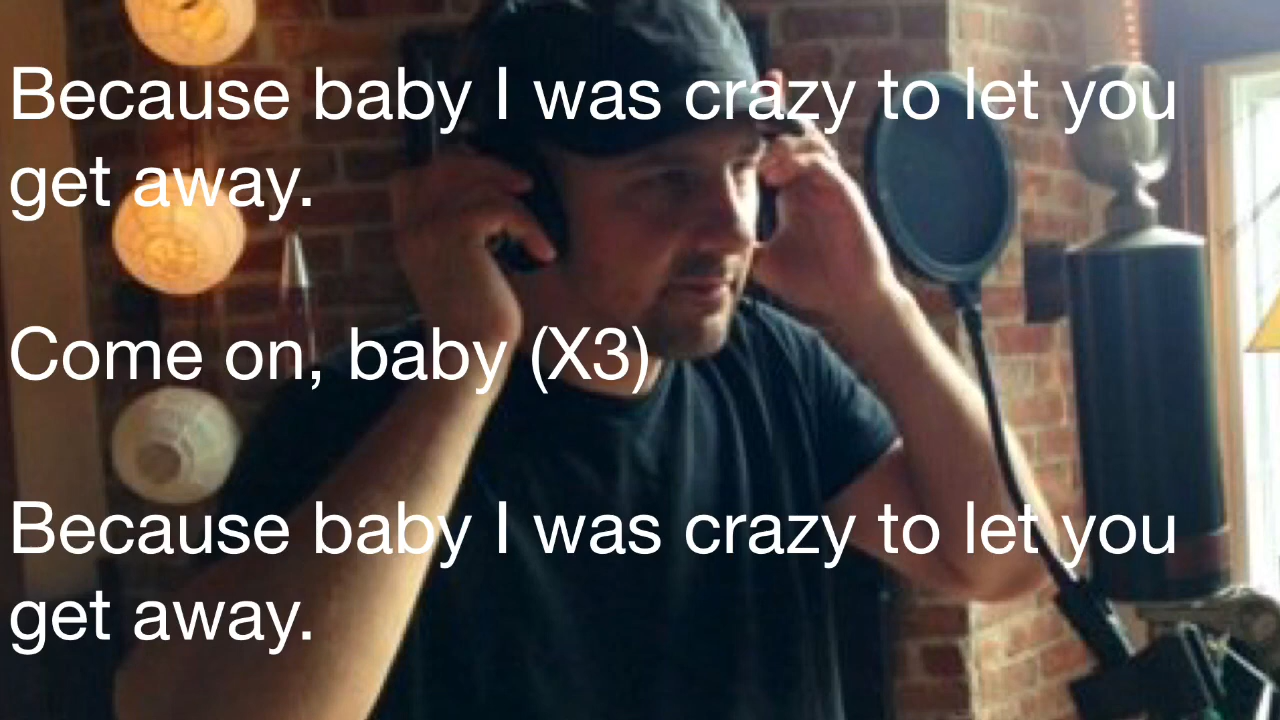 Because baby I was crazy to let you
get away.
Come on, baby (X3)
Because baby I was crazy to let you
get away.